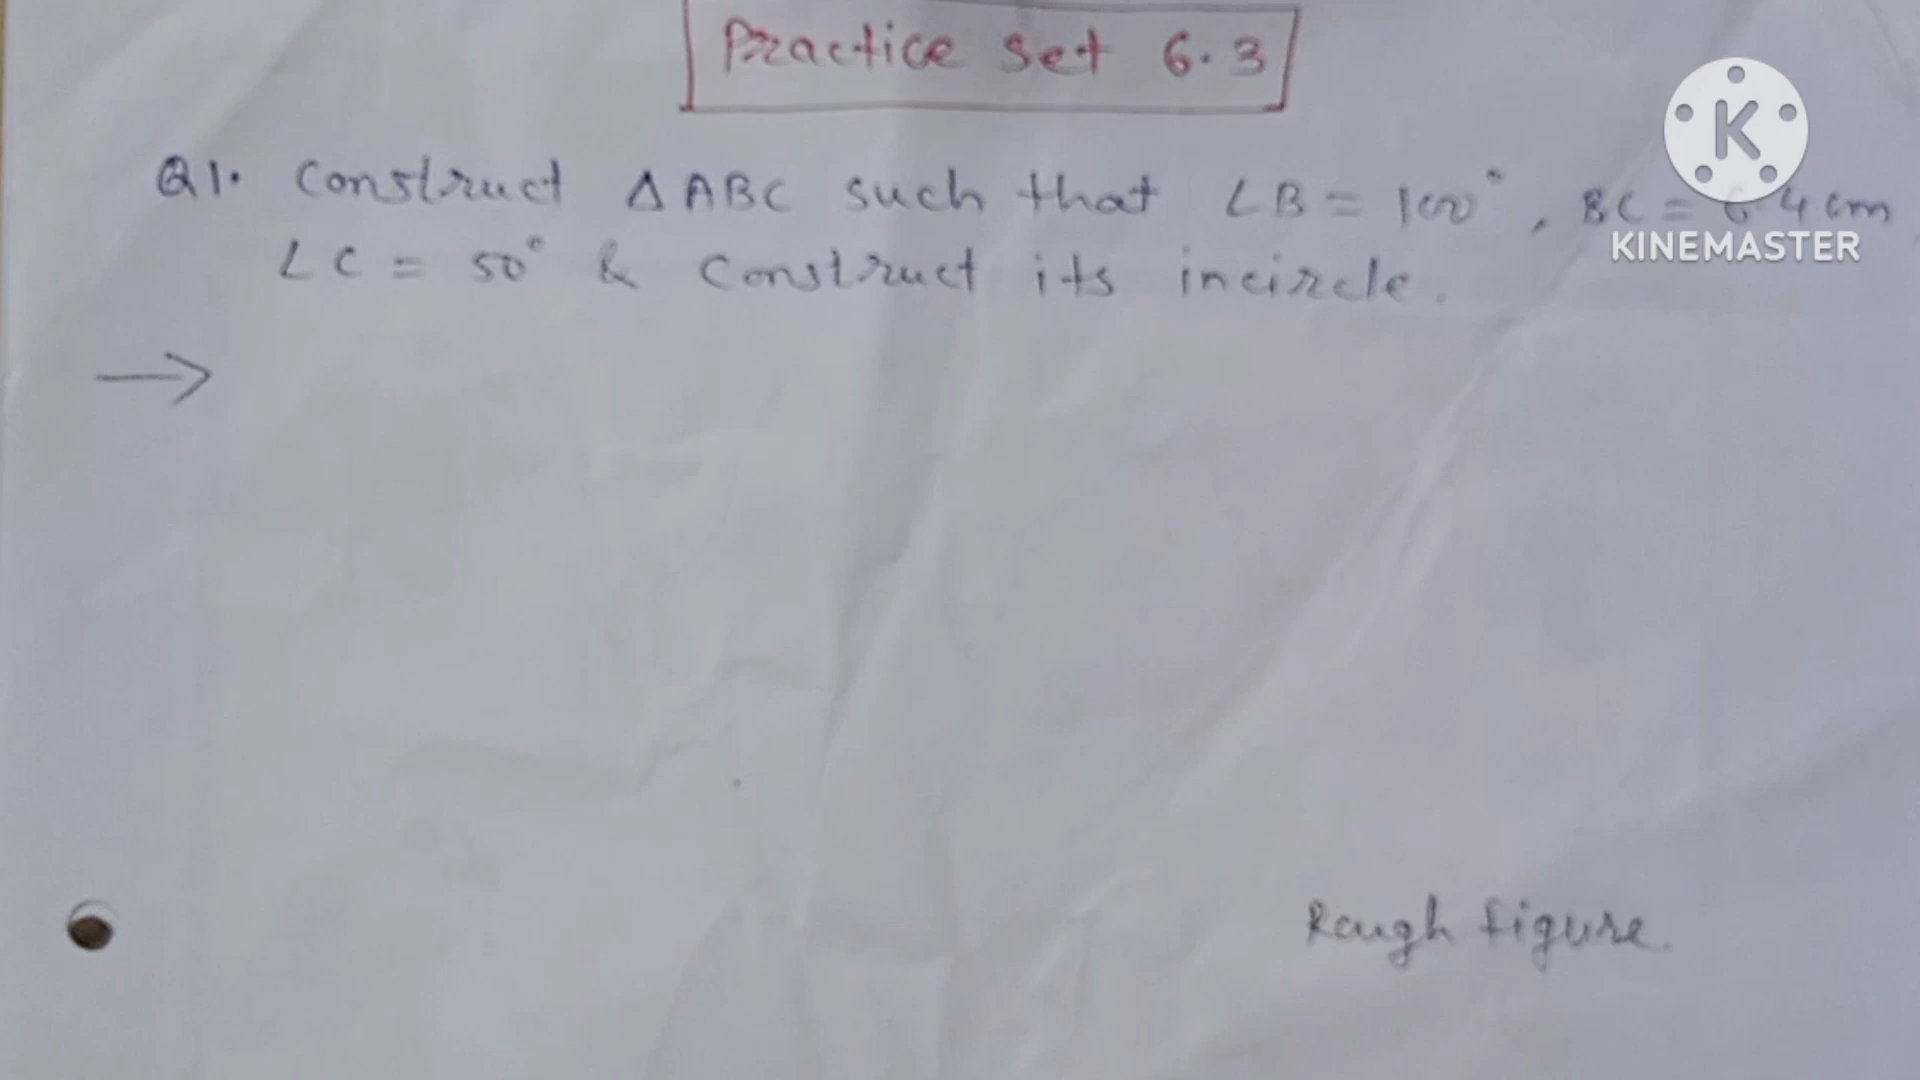 Practice set 6.3
Q1. Construct ΔABC such that ∠B = 100°, BC = 6.4 cm,
∠C = 50° & Construct its incircle.
→
Rough figure.
K
KINEMASTER